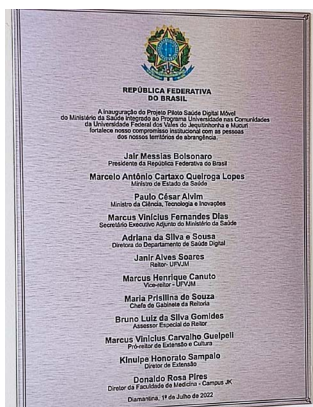 REPÚBLICA FEDERATIVA
DO BRASIL
A inauguração do Projeto Piloto Saúde Digital Móvel
do Ministério da Saúde integrado ao Programa Universidade nas Comunidades
da Universidade Federal dos Vales do Jequitinhonha e Mucuri
fortalece nosso compromisso institucional com as pessoas
dos nossos territórios de abrangência.
Jair Messias Bolsonaro
Presidente da República Federativa do Brasil
Marcelo Antônio Cartaxo Queiroga Lopes
Ministro de Estado da Saúde
Paulo César Alvim
Ministro da Ciência, Tecnologia e Inovações
Marcus Vinícius Fernandes Dias
Secretário Executivo Adjunto do Ministério da Saúde
Adriana da Silva e Sousa
Diretora do Departamento de Saúde Digital
Janir Alves Soares
Reitor- UFVJM
Marcus Henrique Canuto
Vice-reitor - UFVJM
Maria Prisilina de Souza
Chefe de Gabinete da Reitoria
Bruno Luiz da Silva Gomides
Assessor Especial do Reitor
Marcus Vinícius Carvalho Guelpeli
Pró-reitor de Extensão e Cultura
Kinulpe Honorato Sampaio
Diretor de Extensão
Donaldo Rosa Pires
Diretor da Faculdade de Medicina - Campus JK
Diamantina, 1º de Julho de 2022